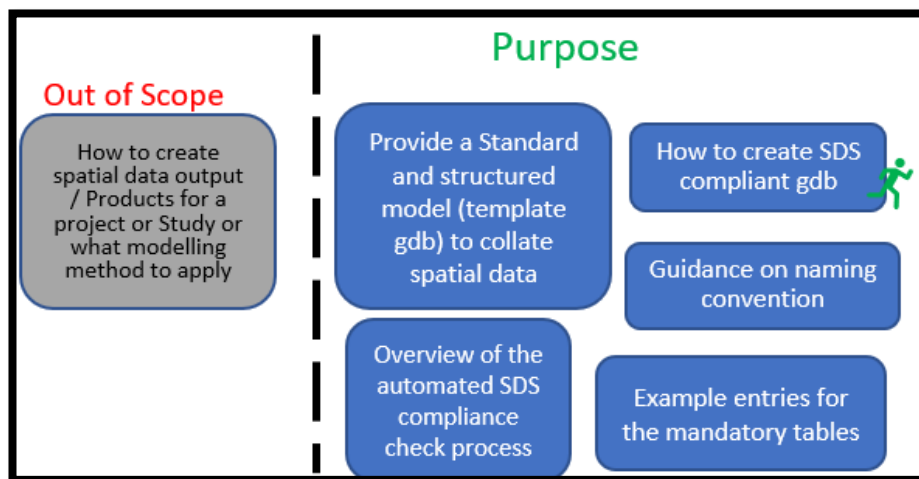 Purpose
Out of Scope
How to create
spatial data output
/ Products for a
project or Study or
what modelling
method to apply
Provide a Standard
and structured
model (template
gdb) to collate
spatial data
How to create SDS
compliant gdb
Guidance on naming
convention
Overview of the
automated SDS
compliance
check process
Example entries for
the mandatory tables